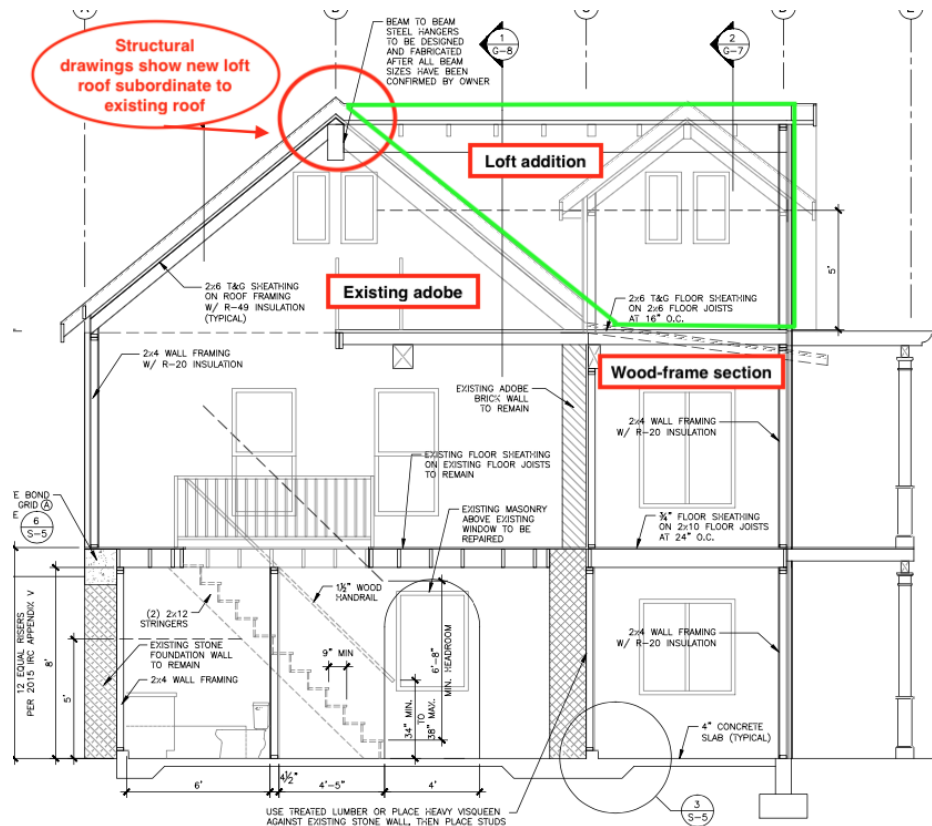 A
B
C
D
E
Structural
drawings show new loft
roof subordinate to
existing roof
BEAM TO BEAM
STEEL HANGERS
TO BE DESIGNED
AND FABRICATED
AFTER ALL BEAM
SIZES HAVE BEEN
CONFIRMED BY OWNER
1
G-8
2
G-7
Loft addition
2x6 T&G SHEATHING
ON ROOF FRAMING
W/ R-49 INSULATION
(TYPICAL)
Existing adobe
5'
2x6 T&G FLOOR SHEATHING
ON 2x6 FLOOR JOISTS
AT 16" O.C.
Wood-frame section
2x4 WALL FRAMING
W/ R-20 INSULATION
EXISTING ADOBE
BRICK WALL
TO REMAIN
2x4 WALL FRAMING
W/ R-20 INSULATION
EXISTING FLOOR SHEATHING
ON EXISTING FLOOR JOISTS
TO REMAIN
E BOND
GRID A
E
6
S-5
EXISTING MASONRY
ABOVE EXISTING
WINDOW TO BE
REPAIRED
¾" FLOOR SHEATHING
ON 2x10 FLOOR JOISTS
AT 24" O.C.
12 EQUAL RISERS
PER 2015 IRC APPENDIX V
8'
5'
(2) 2x12
STRINGERS
1½" WOOD
HANDRAIL
EXISTING STONE
FOUNDATION WALL
TO REMAIN
2x4 WALL FRAMING
9" MIN
34" MIN.
TO
38" MAX.
6'-8"
MIN. HEADROOM
2x4 WALL FRAMING
W/ R-20 INSULATION
4" CONCRETE
SLAB (TYPICAL)
6'
4½"
4'-5"
4'
3
S-5
USE TREATED LUMBER OR PLACE HEAVY VISQUEEN
AGAINST EXISTING STONE WALL, THEN PLACE STUDS